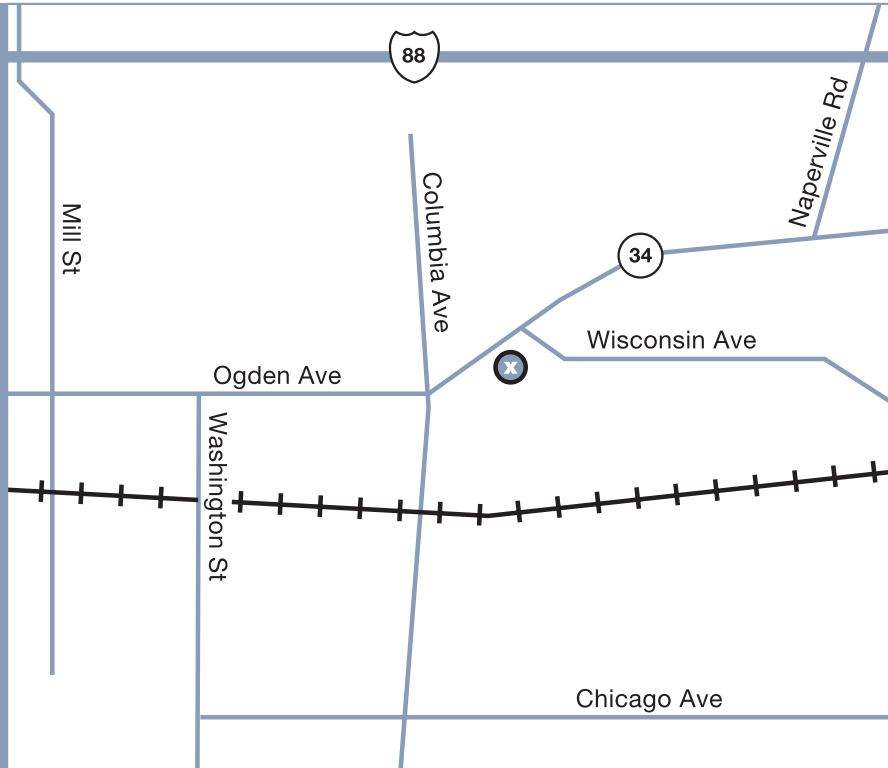 88
Naperville Rd
Columbia Ave
Mill St
34
Wisconsin Ave
x
Ogden Ave
Washington St
Chicago Ave